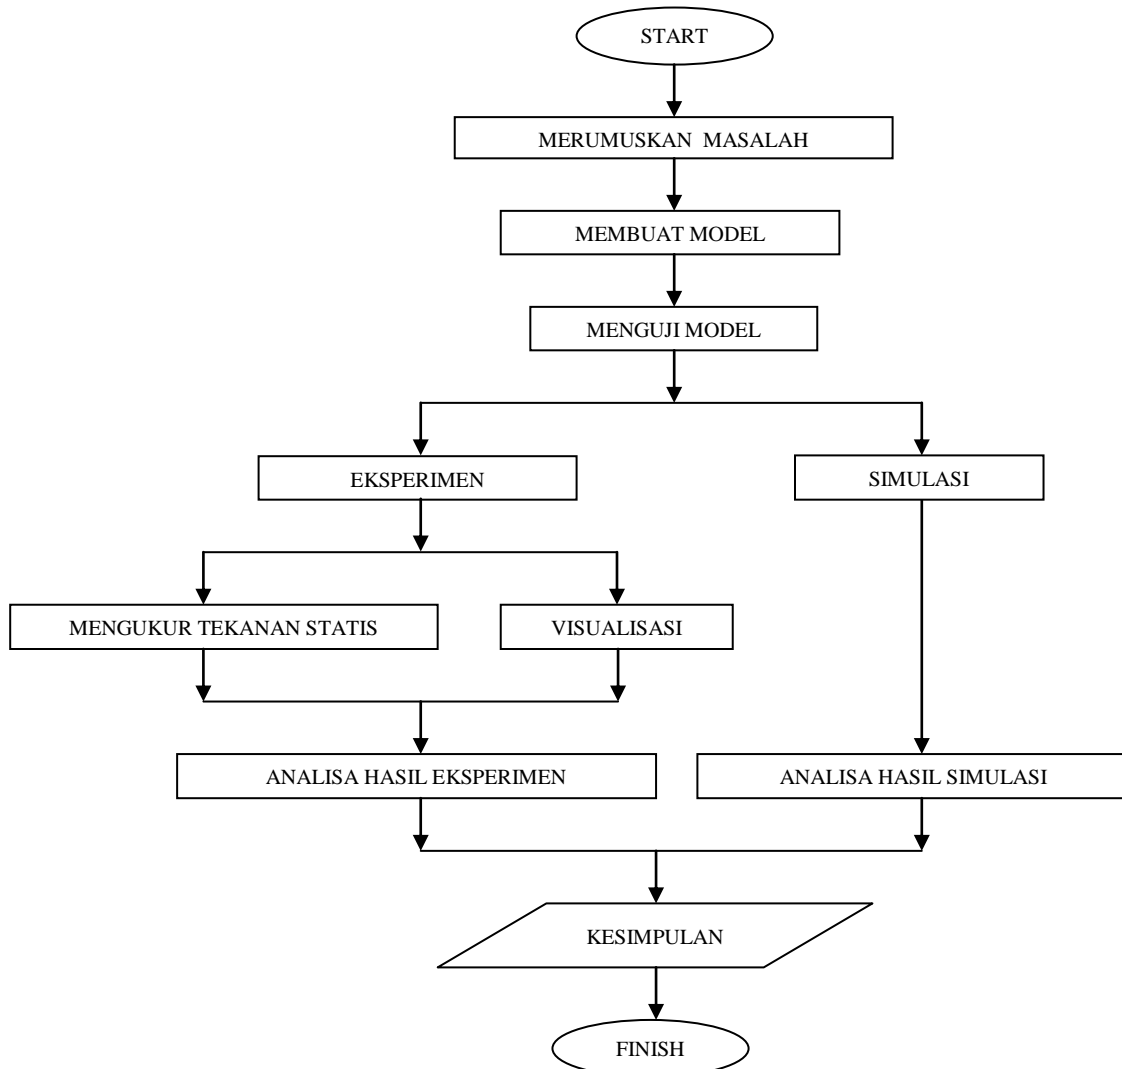 START
MERUMUSKAN MASALAH
MEMBUAT MODEL
MENGUJI MODEL
EKSPERIMEN
SIMULASI
MENGUKUR TEKANAN STATIS
VISUALISASI
ANALISA HASIL EKSPERIMEN
ANALISA HASIL SIMULASI
KESIMPULAN
FINISH